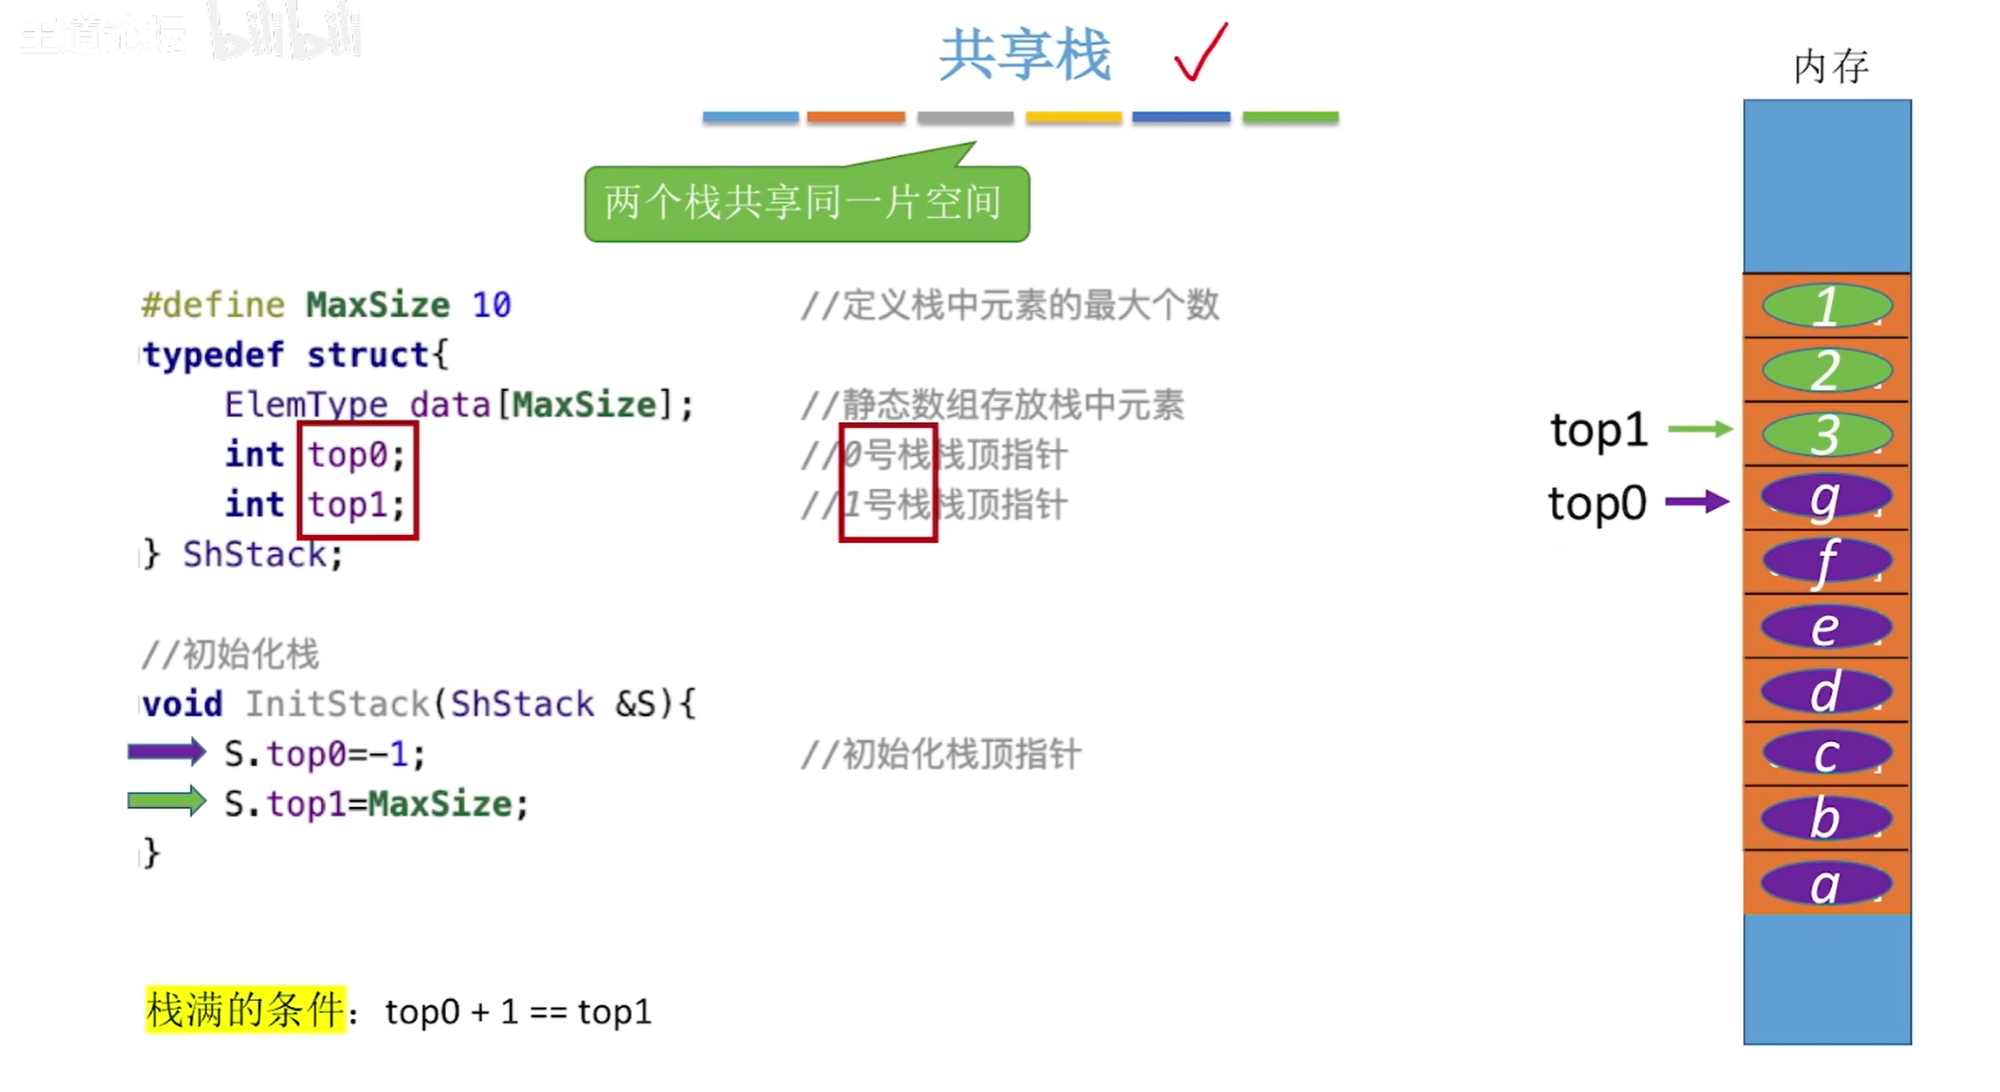 王道论坛 bilibili
共享栈
内存
两个栈共享同一片空间
#define MaxSize 10 //定义栈中元素的最大个数
typedef struct{
ElemType data[MaxSize]; //静态数组存放栈中元素
int top0; //0号栈栈顶指针
int top1; //1号栈栈顶指针
} ShStack;
//初始化栈
void InitStack(ShStack &S){
S.top0=-1; //初始化栈顶指针
S.top1=MaxSize;
}
栈满的条件：top0 + 1 == top1
1
2
top1
3
top0
g
f
e
d
c
b
a